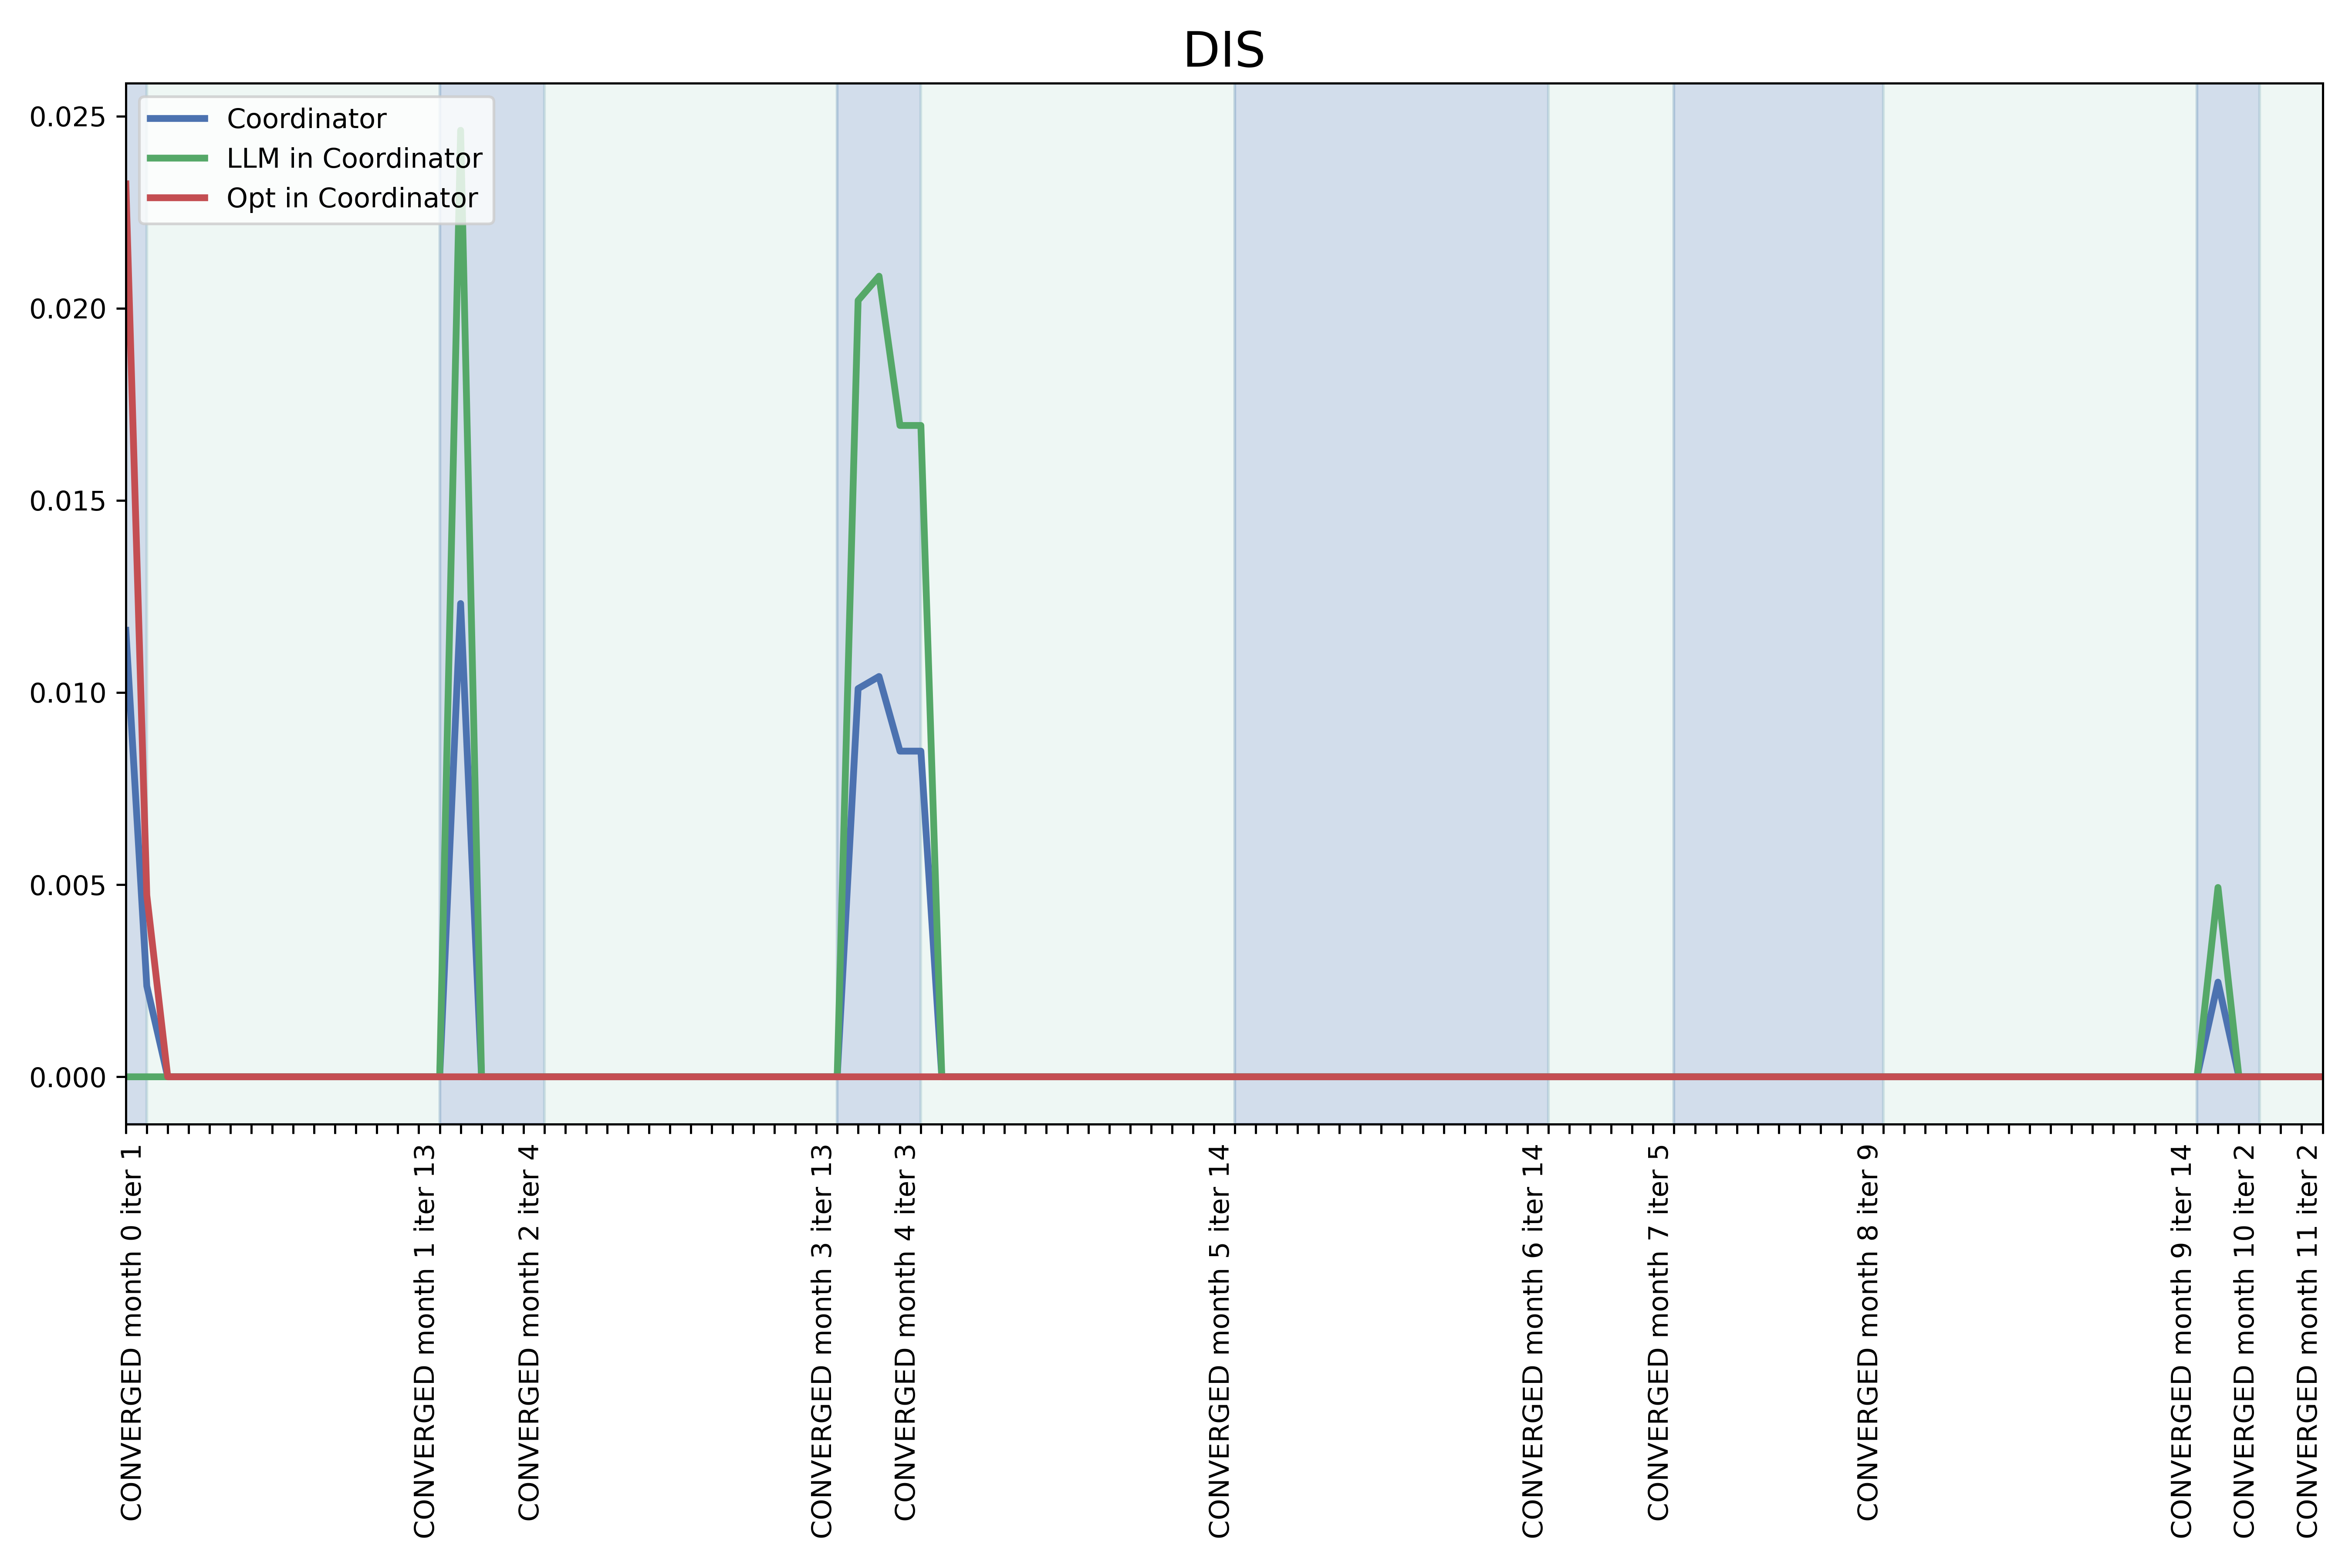 DIS
0.025
0.020
0.015
0.010
0.005
0.000
Coordinator
LLM in Coordinator
Opt in Coordinator
CONVERGED month 0 iter 1
CONVERGED month 1 iter 13
CONVERGED month 2 iter 4
CONVERGED month 3 iter 13
CONVERGED month 4 iter 3
CONVERGED month 5 iter 14
CONVERGED month 6 iter 14
CONVERGED month 7 iter 5
CONVERGED month 8 iter 9
CONVERGED month 9 iter 14
CONVERGED month 10 iter 2
CONVERGED month 11 iter 2